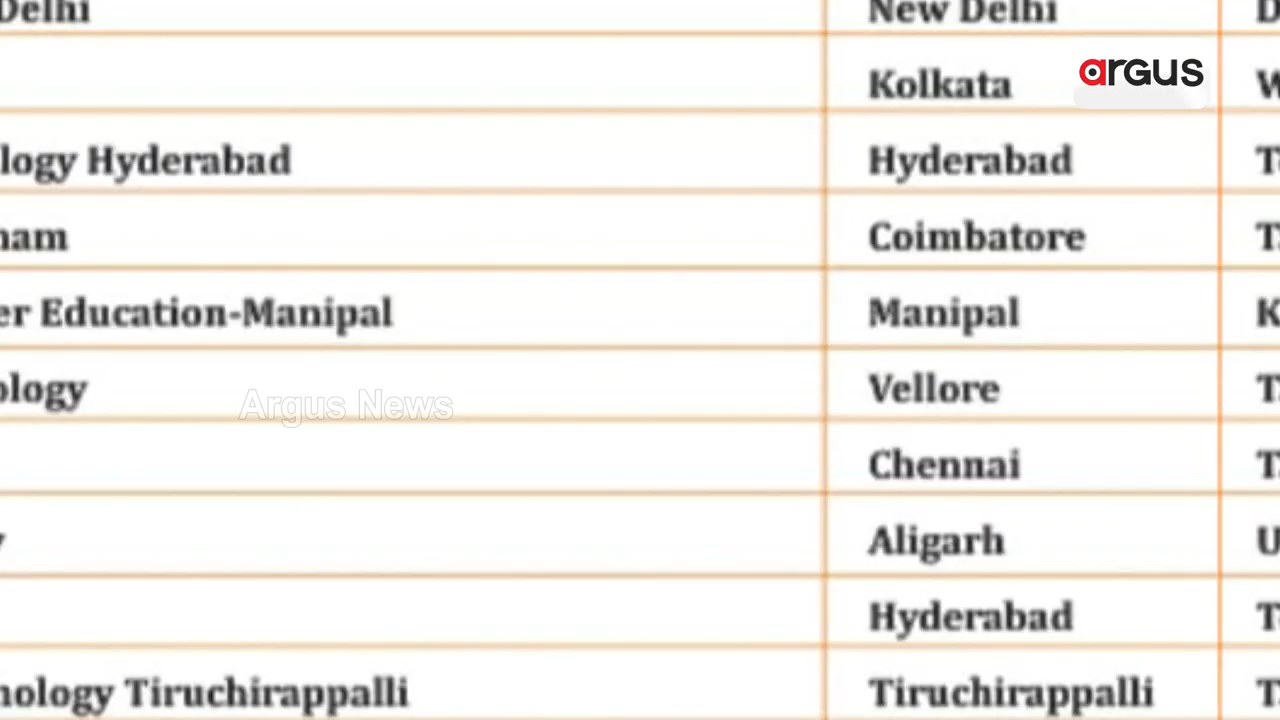 Delhi New Delhi D
Kolkata argus W
logy Hyderabad Hyderabad T
ham Coimbatore T
er Education-Manipal Manipal K
ology Vellore T
Argus News
Chennai T
y Aligarh U
Hyderabad T
nology Tiruchirappalli Tiruchirappalli T